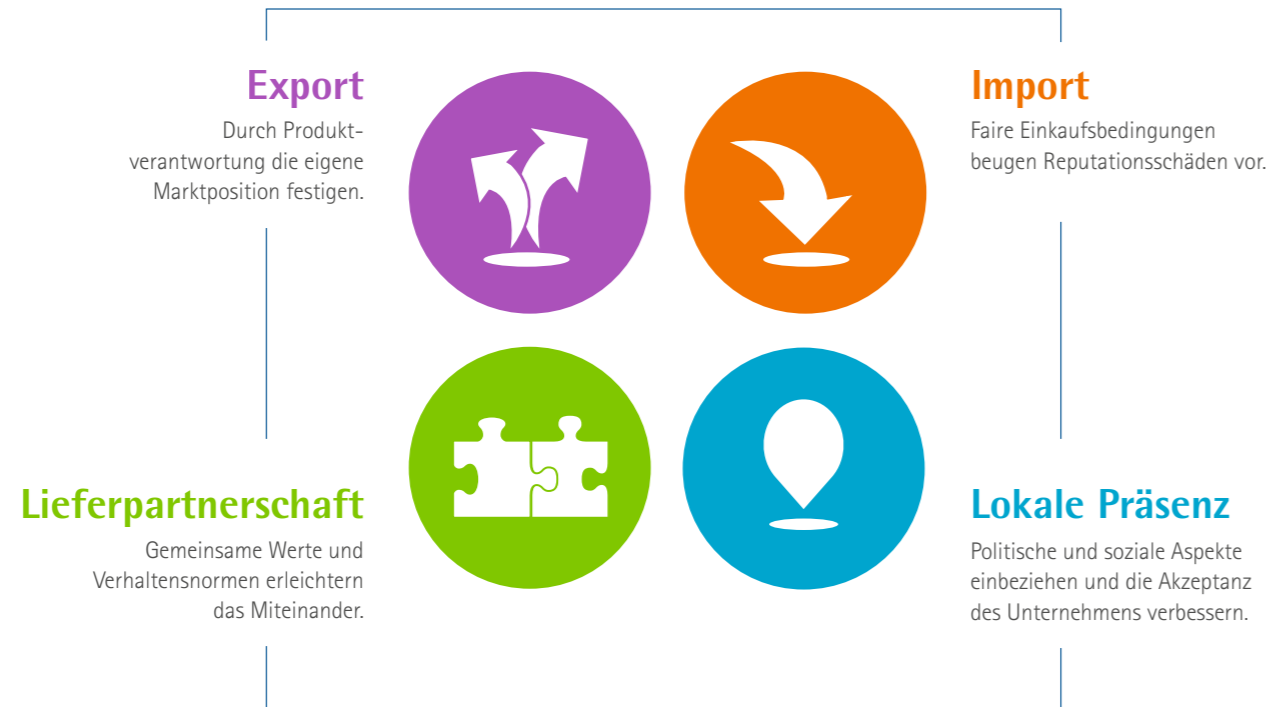 Export
Durch Produkt-
verantwortung die eigene
Marktposition festigen.
Import
Faire Einkaufsbedingungen
beugen Reputationsschäden vor.
Lieferpartnerschaft
Gemeinsame Werte und
Verhaltensnormen erleichtern
das Miteinander.
Lokale Präsenz
Politische und soziale Aspekte
einbeziehen und die Akzeptanz
des Unternehmens verbessern.